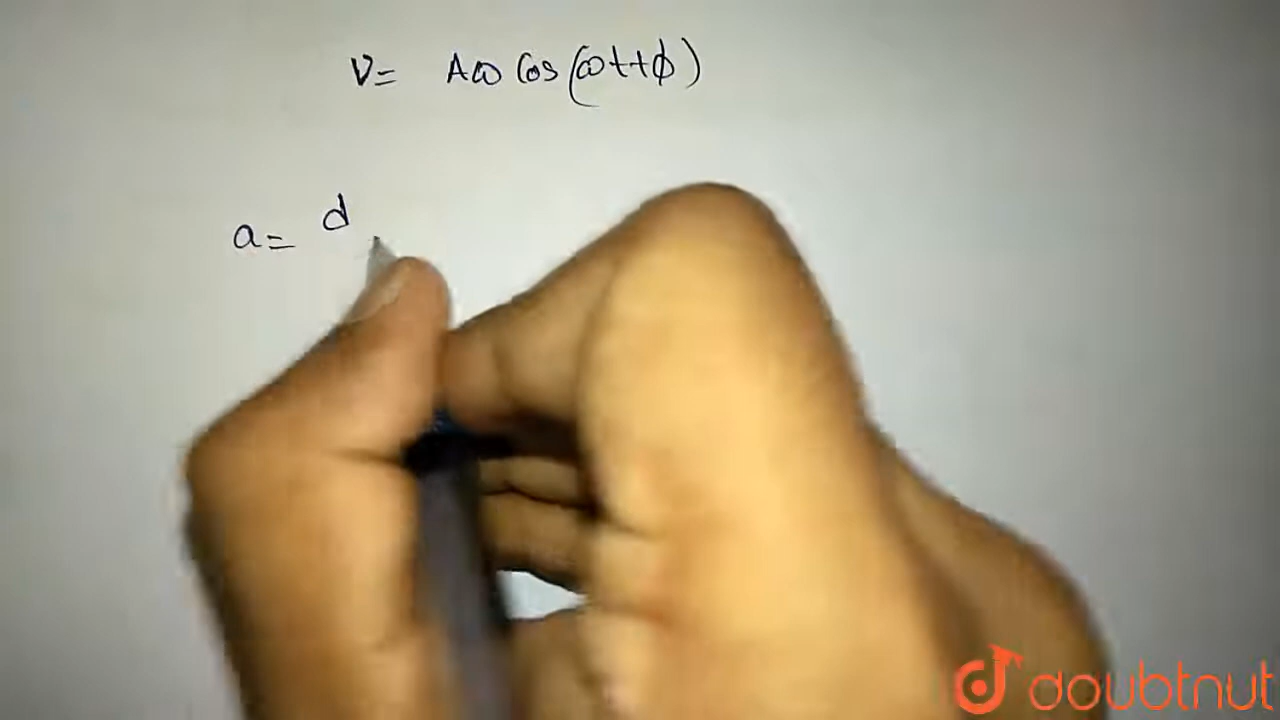 V= Aω Cos(ωt+ϕ)
a= d
doubtnut